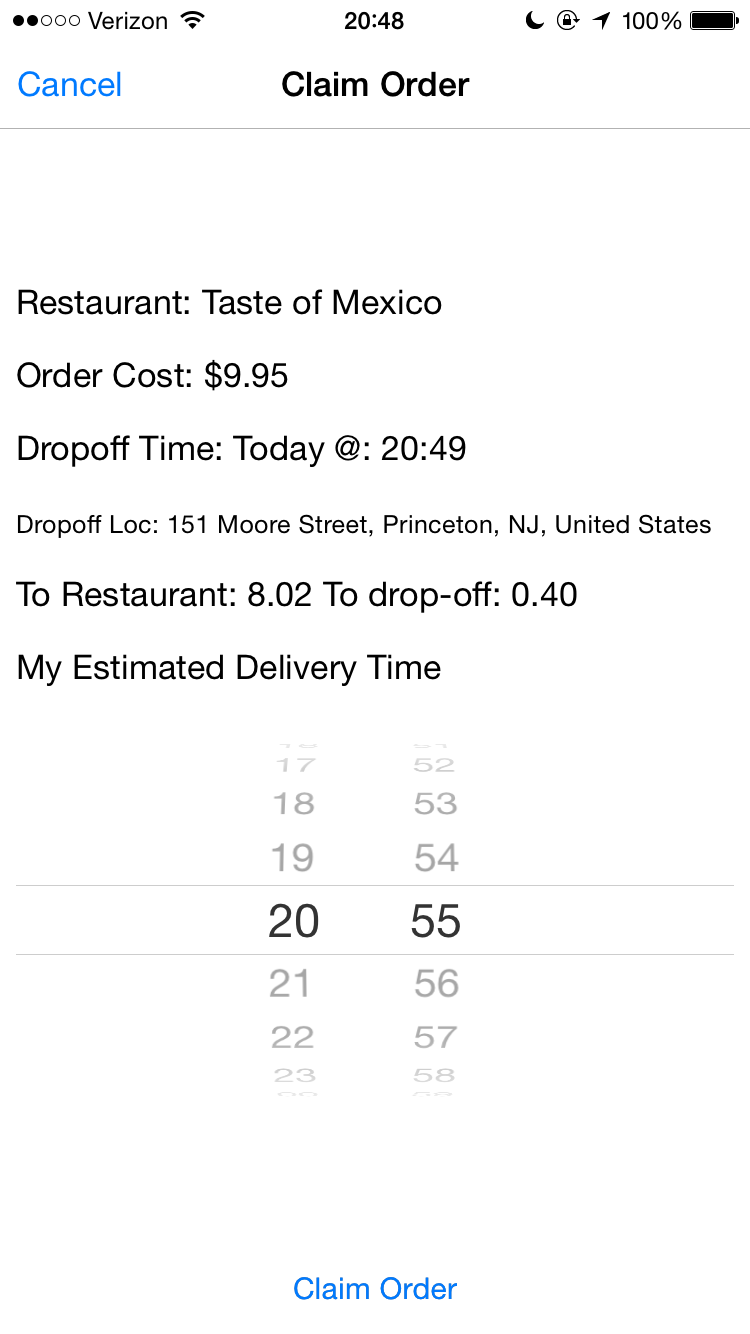 Verizon 20:48 100%
Cancel Claim Order
Restaurant: Taste of Mexico
Order Cost: $9.95
Dropoff Time: Today @: 20:49
Dropoff Loc: 151 Moore Street, Princeton, NJ, United States
To Restaurant: 8.02 To drop-off: 0.40
My Estimated Delivery Time
17 52
18 53
19 54
20 55
21 56
22 57
23 58
Claim Order